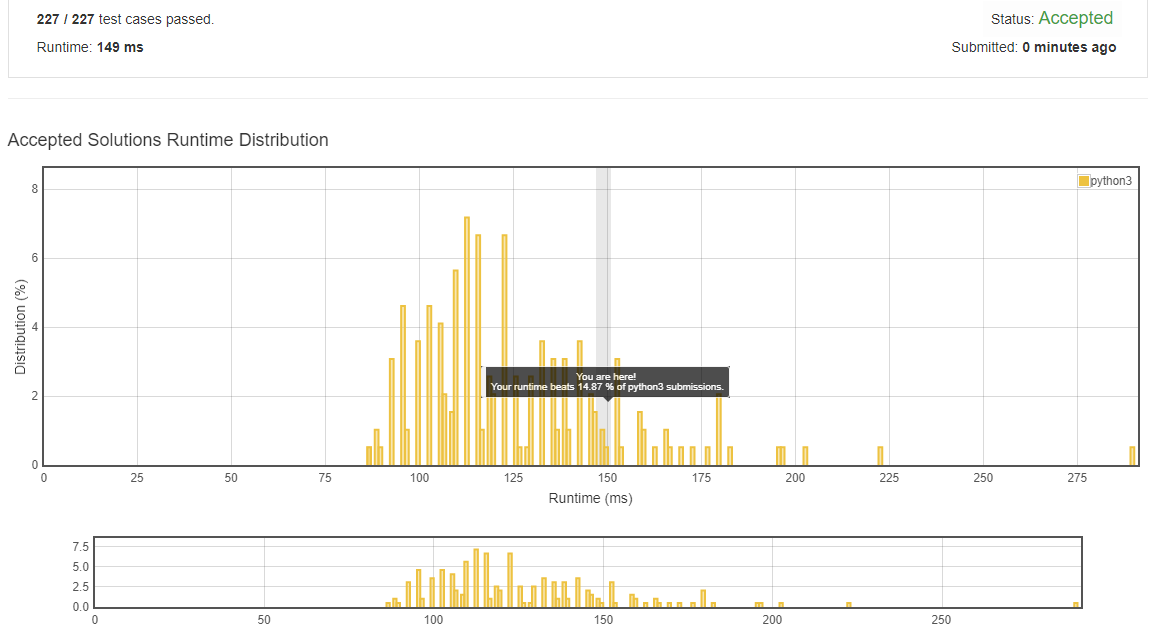 227 / 227 test cases passed.
Status: Accepted
Runtime: 149 ms
Submitted: 0 minutes ago
Accepted Solutions Runtime Distribution
python3
Distribution (%)
8
6
4
2
0
You are here!
Your runtime beats 14.87 % of python3 submissions.
0 25 50 75 100 125 150 175 200 225 250 275
Runtime (ms)
7.5
5.0
2.5
0.0
0 50 100 150 200 250